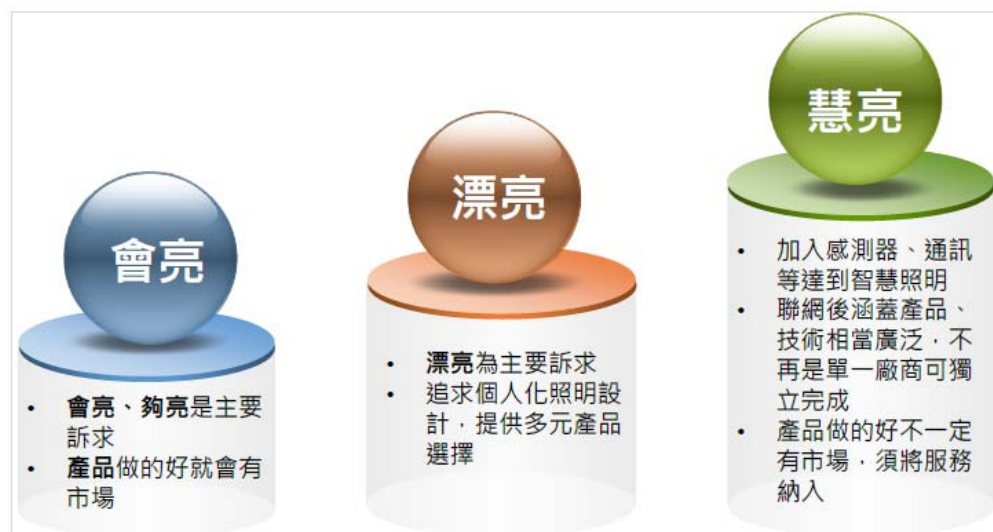 會亮
• 會亮、夠亮是主要
訴求
• 產品做的好就會有
市場
漂亮
• 漂亮為主要訴求
• 追求個人化照明設
計，提供多元產品
選擇
慧亮
• 加入感測器、通訊
等達到智慧照明
• 聯網後涵蓋產品、
技術相當廣泛，不
再是單一廠商可獨
立完成
• 產品做的好不一定
有市場，須將服務
納入